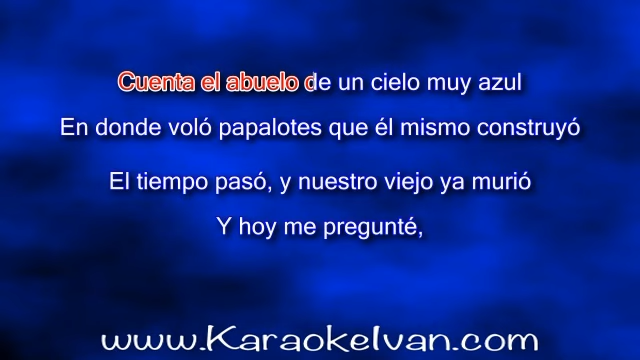 Cuenta el abuelo de un cielo muy azul
En donde voló papalotes que él mismo construyó
El tiempo pasó, y nuestro viejo ya murió
Y hoy me pregunté,
www.KaraokeIvan.com